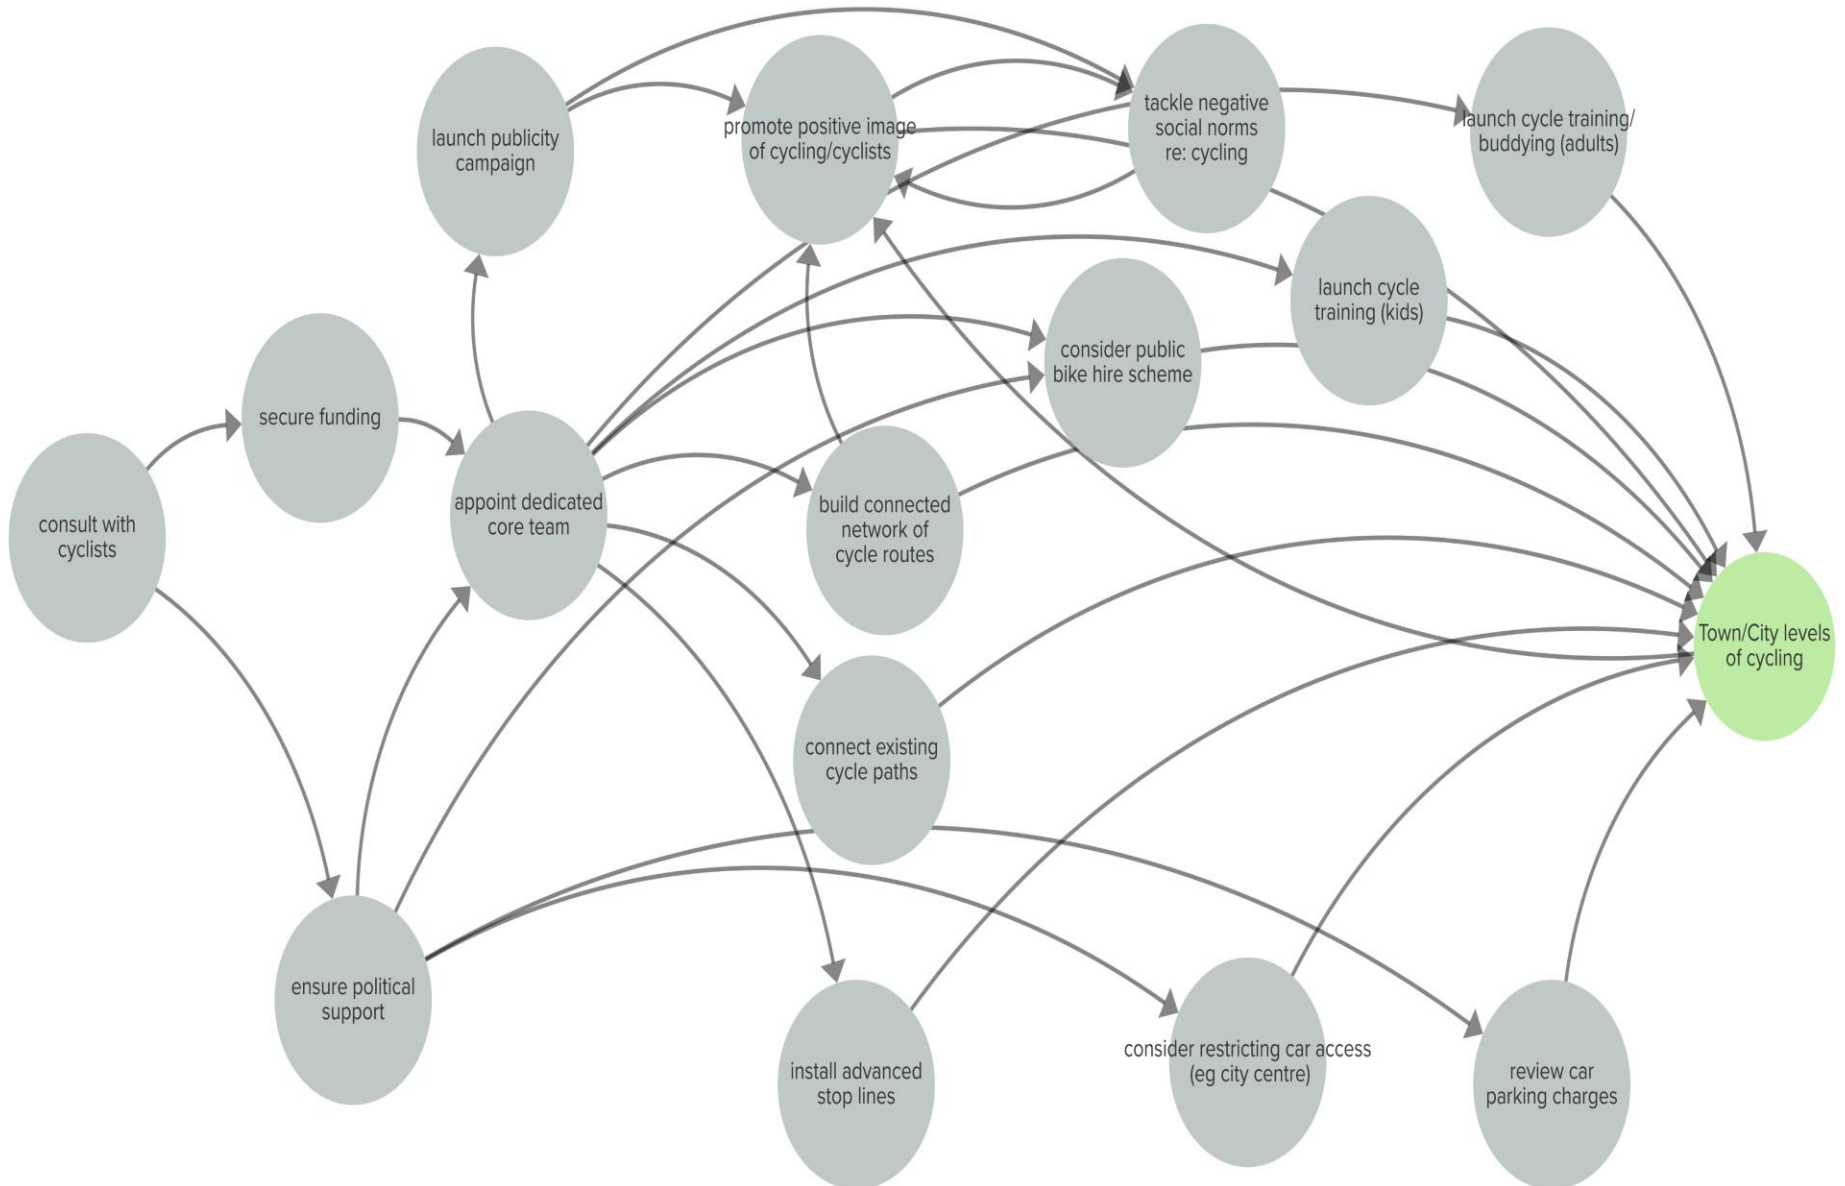 launch publicity
campaign
promote positive image
of cycling/cyclists
tackle negative
social norms
re: cycling
launch cycle training/
buddying (adults)
launch cycle
training (kids)
consider public
bike hire scheme
secure funding
consult with
cyclists
appoint dedicated
core team
build connected
network of
cycle routes
Town/City levels
of cycling
connect existing
cycle paths
ensure political
support
install advanced
stop lines
consider restricting car access
(eg city centre)
review car
parking charges